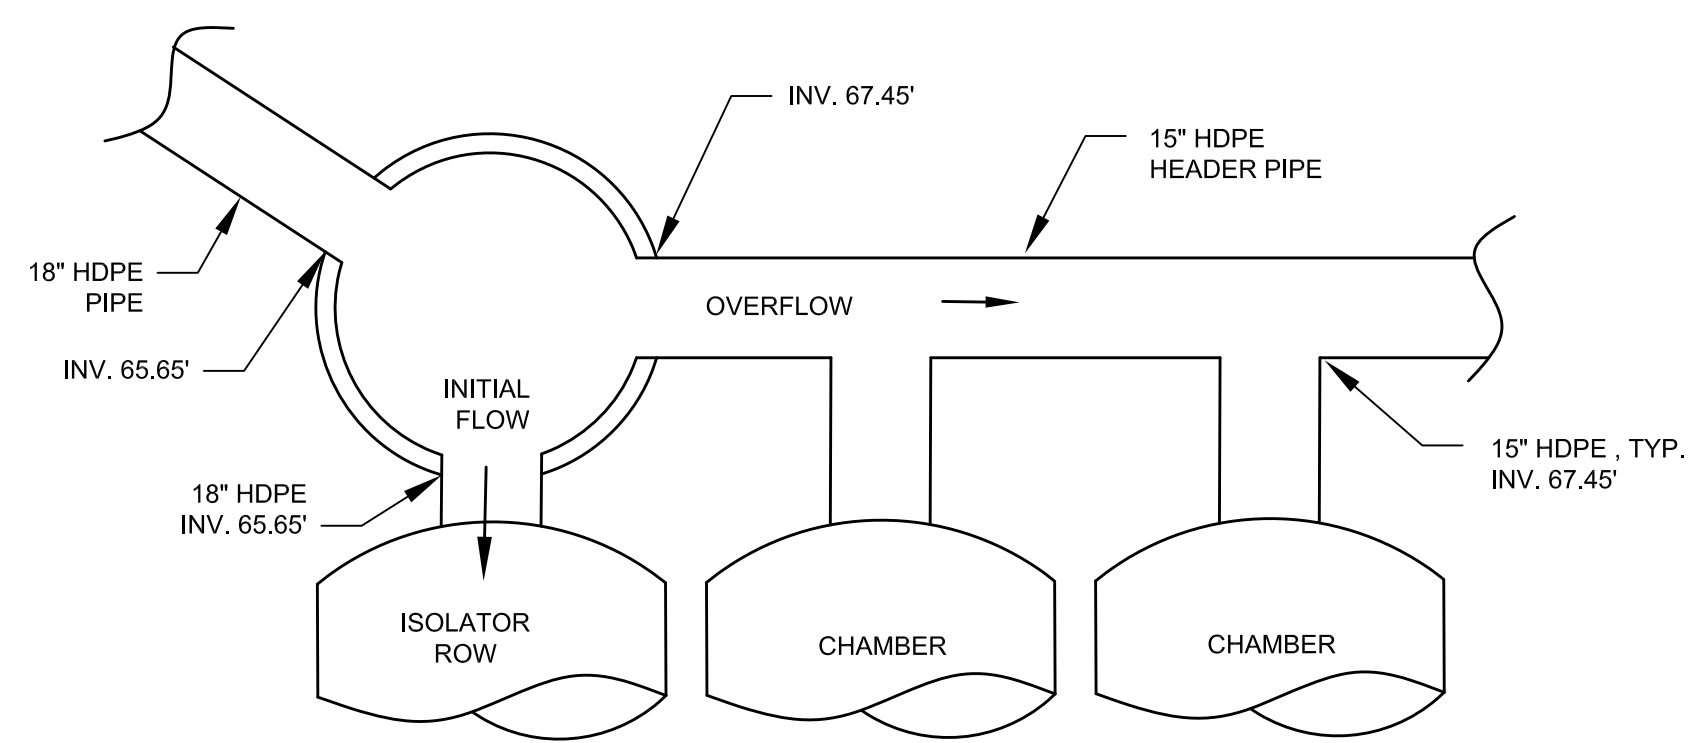 INV. 67.45'
15" HDPE
HEADER PIPE
18" HDPE
PIPE
OVERFLOW
INV. 65.65'
INITIAL
FLOW
15" HDPE , TYP.
INV. 67.45'
18" HDPE
INV. 65.65'
ISOLATOR
ROW
CHAMBER
CHAMBER